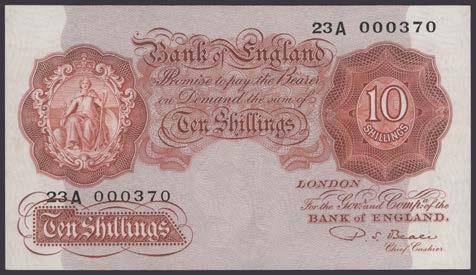 23A 000370
Bank of England
Promise to pay the Bearer
on Demand the sum of
Ten Shillings
10
SHILLINGS
23A 000370
Ten Shillings
LONDON
For the Govr. and Compa. of the
BANK OF ENGLAND.
P. S. Beale
Chief Cashier